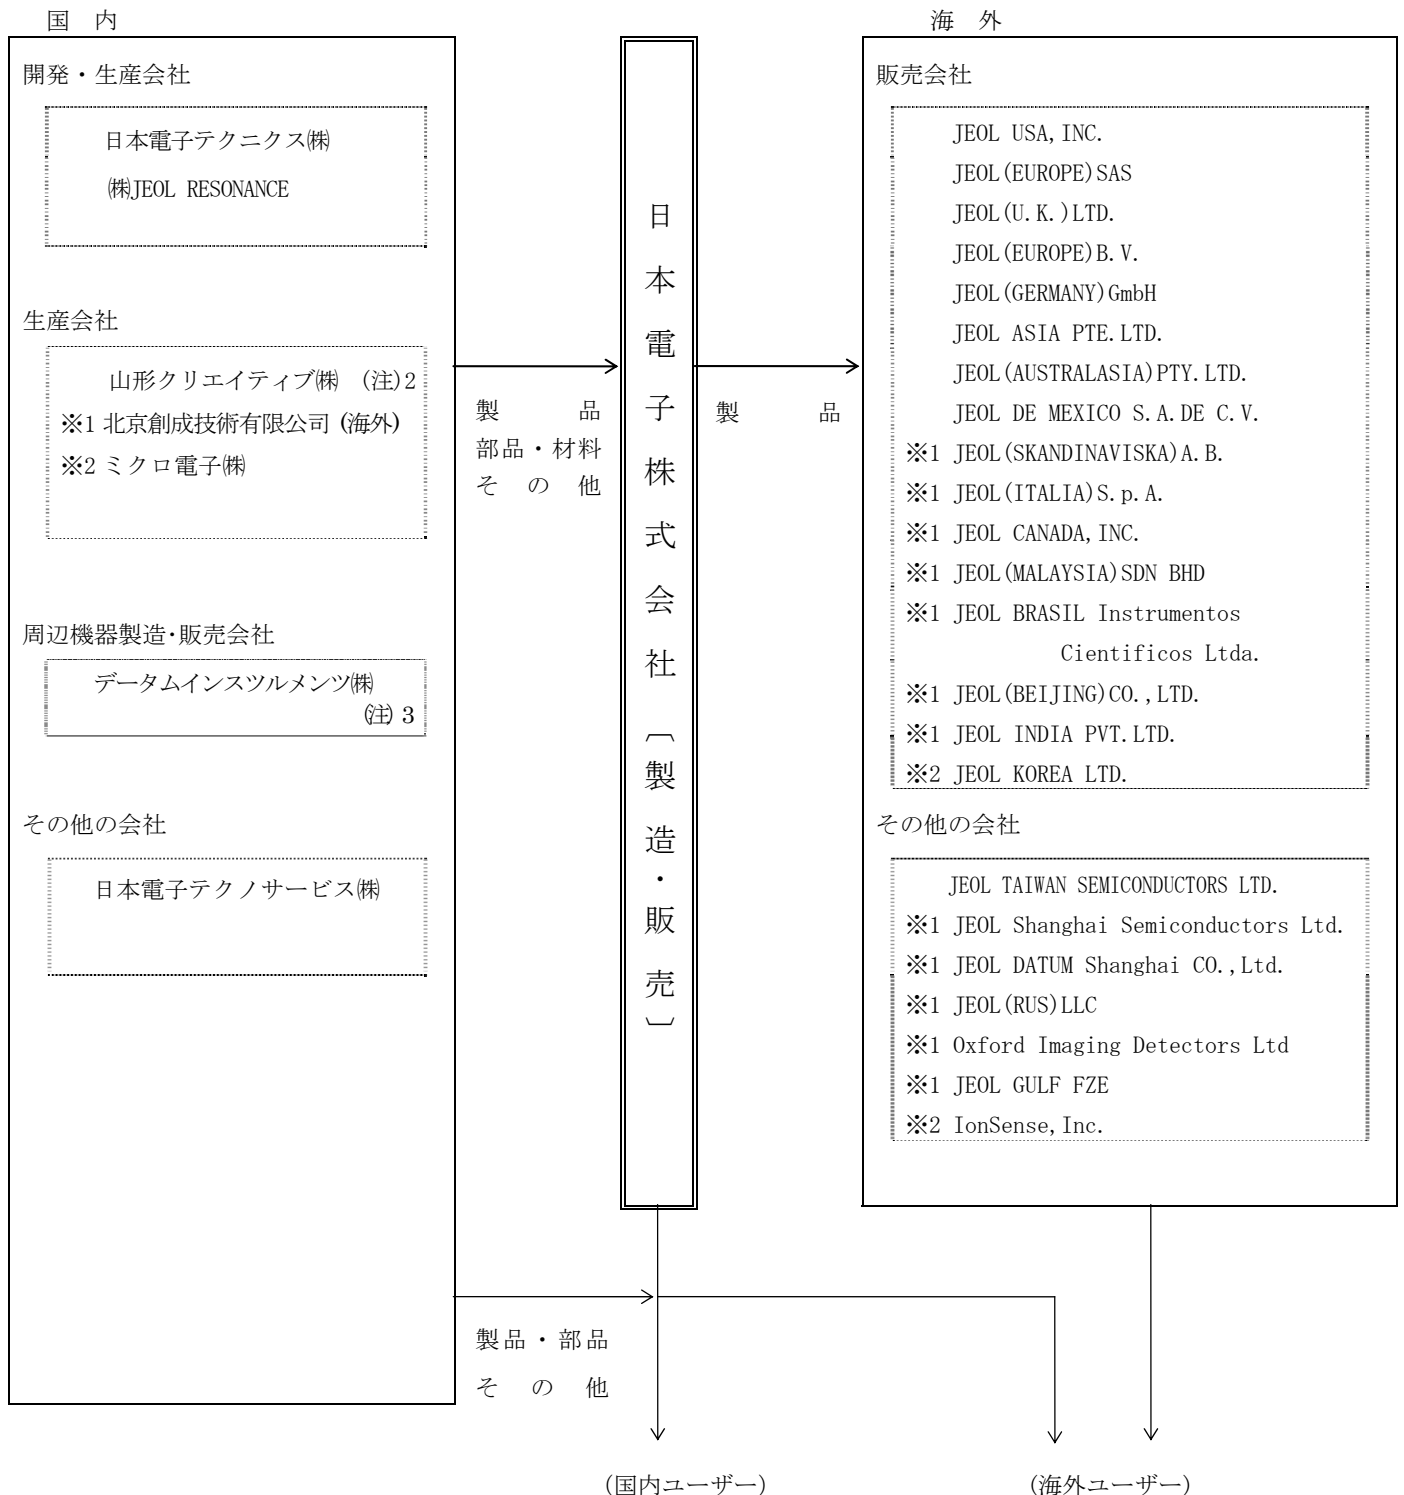 国 内
開発・生産会社
日本電子テクニクス㈱
㈱JEOL RESONANCE
生産会社
山形クリエイティブ㈱ (注)2
※1 北京創成技術有限公司 (海外)
※2 ミクロ電子㈱
周辺機器製造・販売会社
データムインスツルメンツ㈱
(注) 3
その他の会社
日本電子テクノサービス㈱
製 品
部品・材料
そ の 他
日本電子株式会社〔製造・販売〕
製 品
海 外
販売会社
JEOL USA,INC.
JEOL(EUROPE)SAS
JEOL(U.K.)LTD.
JEOL(EUROPE)B.V.
JEOL(GERMANY)GmbH
JEOL ASIA PTE.LTD.
JEOL(AUSTRALASIA)PTY.LTD.
JEOL DE MEXICO S.A.DE C.V.
※1 JEOL(SKANDINAVISKA)A.B.
※1 JEOL(ITALIA)S.p.A.
※1 JEOL CANADA,INC.
※1 JEOL(MALAYSIA)SDN BHD
※1 JEOL BRASIL Instrumentos
Cientificos Ltda.
※1 JEOL(BEIJING)CO.,LTD.
※1 JEOL INDIA PVT.LTD.
※2 JEOL KOREA LTD.
その他の会社
JEOL TAIWAN SEMICONDUCTORS LTD.
※1 JEOL Shanghai Semiconductors Ltd.
※1 JEOL DATUM Shanghai CO.,Ltd.
※1 JEOL(RUS)LLC
※1 Oxford Imaging Detectors Ltd
※1 JEOL GULF FZE
※2 IonSense,Inc.
製品・部品
そ の 他
(国内ユーザー)
(海外ユーザー)